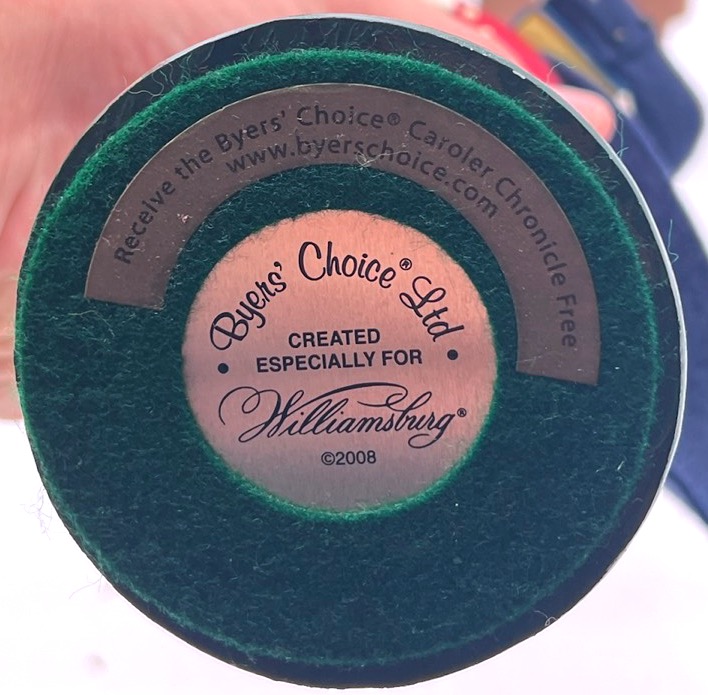 Receive the Byers' Choice® Caroler Chronicle Free
www.byerschoice.com
Byers' Choice® Ltd
• CREATED •
ESPECIALLY FOR
Williamsburg®
©2008